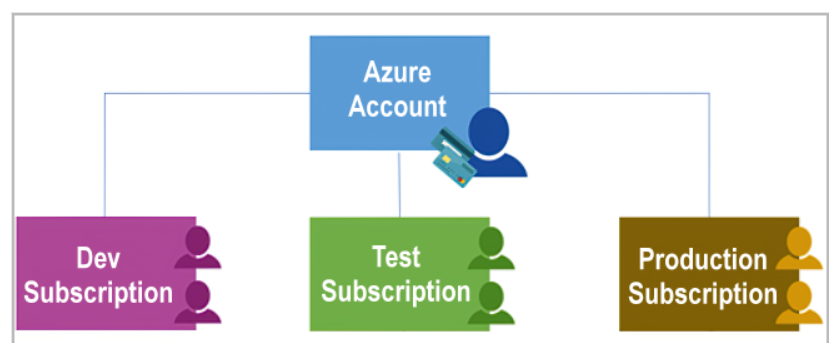 Azure
Account
Dev
Subscription
Test
Subscription
Production
Subscription